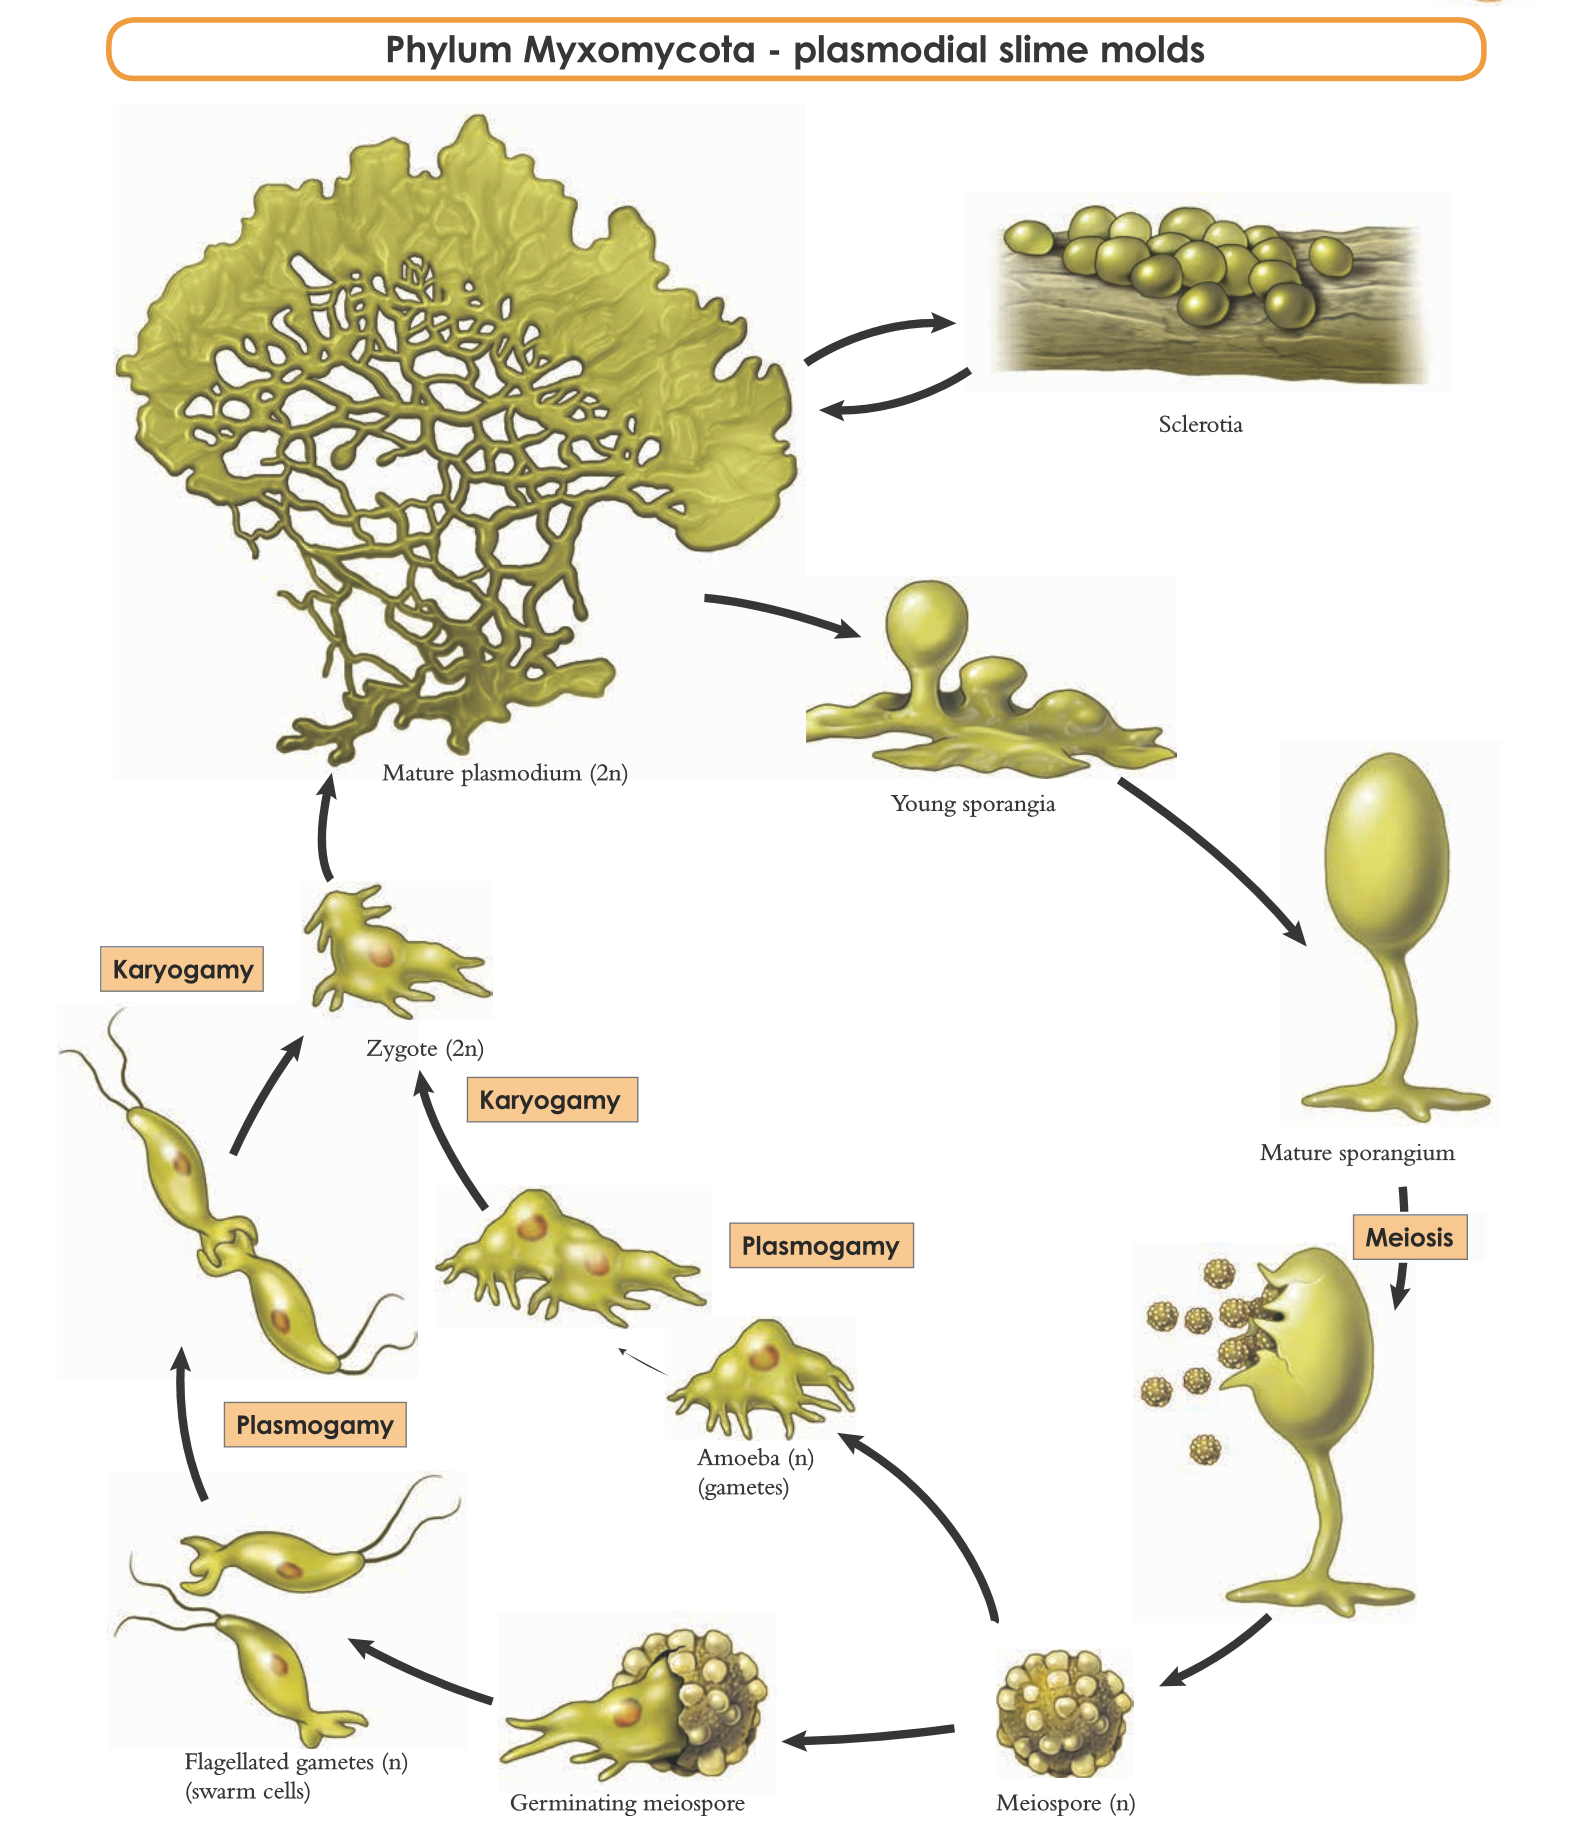 Phylum Myxomycota - plasmodial slime molds
Sclerotia
Mature plasmodium (2n)
Young sporangia
Karyogamy
Zygote (2n)
Karyogamy
Mature sporangium
Meiosis
Plasmogamy
Plasmogamy
Amoeba (n)
(gametes)
Flagellated gametes (n)
(swarm cells)
Germinating meiospore
Meiospore (n)